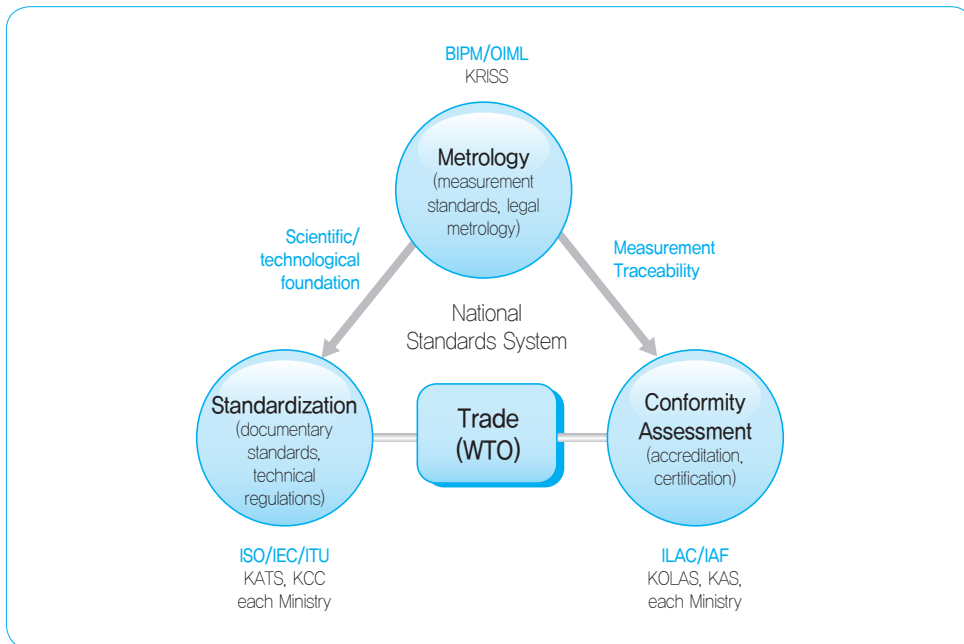 BIPM/OIML
KRISS
Metrology
(measurement
standards, legal
metrology)
Scientific/
technological
foundation
Measurement
Traceability
National
Standards System
Standardization
(documentary
standards,
technical
regulations)
Trade
(WTO)
Conformity
Assessment
(accreditation,
certification)
ISO/IEC/ITU
KATS, KCC
each Ministry
ILAC/IAF
KOLAS, KAS,
each Ministry